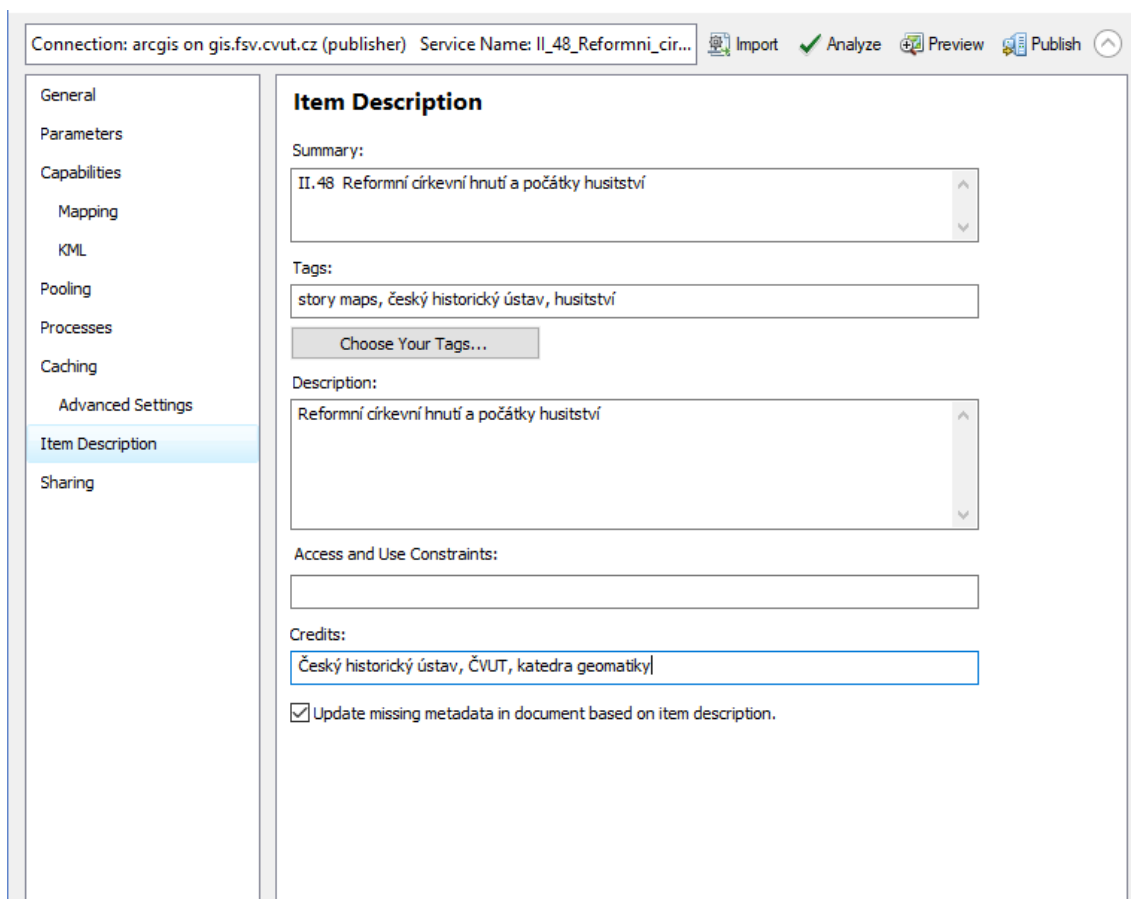 Connection: arcgis on gis.fsv.cvut.cz (publisher) Service Name: II_48_Reformni_cir... Import Analyze Preview Publish
General
Parameters
Capabilities
Mapping
KML
Pooling
Processes
Caching
Advanced Settings
Item Description
Sharing
Item Description
Summary:
II.48 Reformní církevní hnutí a počátky husitství
Tags:
story maps, český historický ústav, husitství
Choose Your Tags...
Description:
Reformní církevní hnutí a počátky husitství
Access and Use Constraints:
Credits:
Český historický ústav, ČVUT, katedra geomatiky
Update missing metadata in document based on item description.